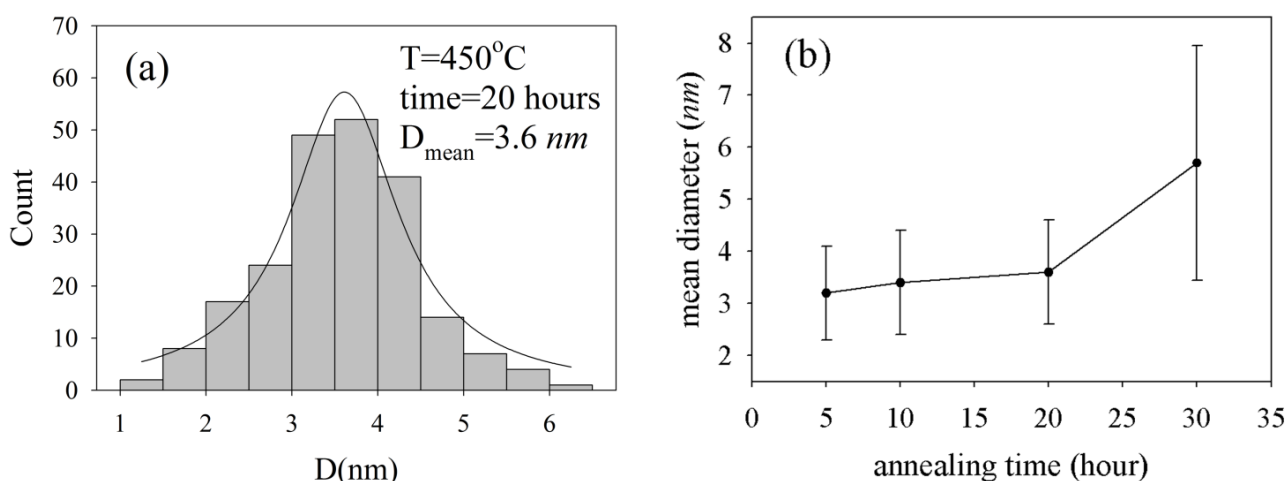 (a)
T=450°C
time=20 hours
Dmean=3.6 nm
70
60
50
40
30
20
10
0
Count
1 2 3 4 5 6
D(nm)
(b)
8
7
6
5
4
3
2
mean diameter (nm)
0 5 10 15 20 25 30 35
annealing time (hour)